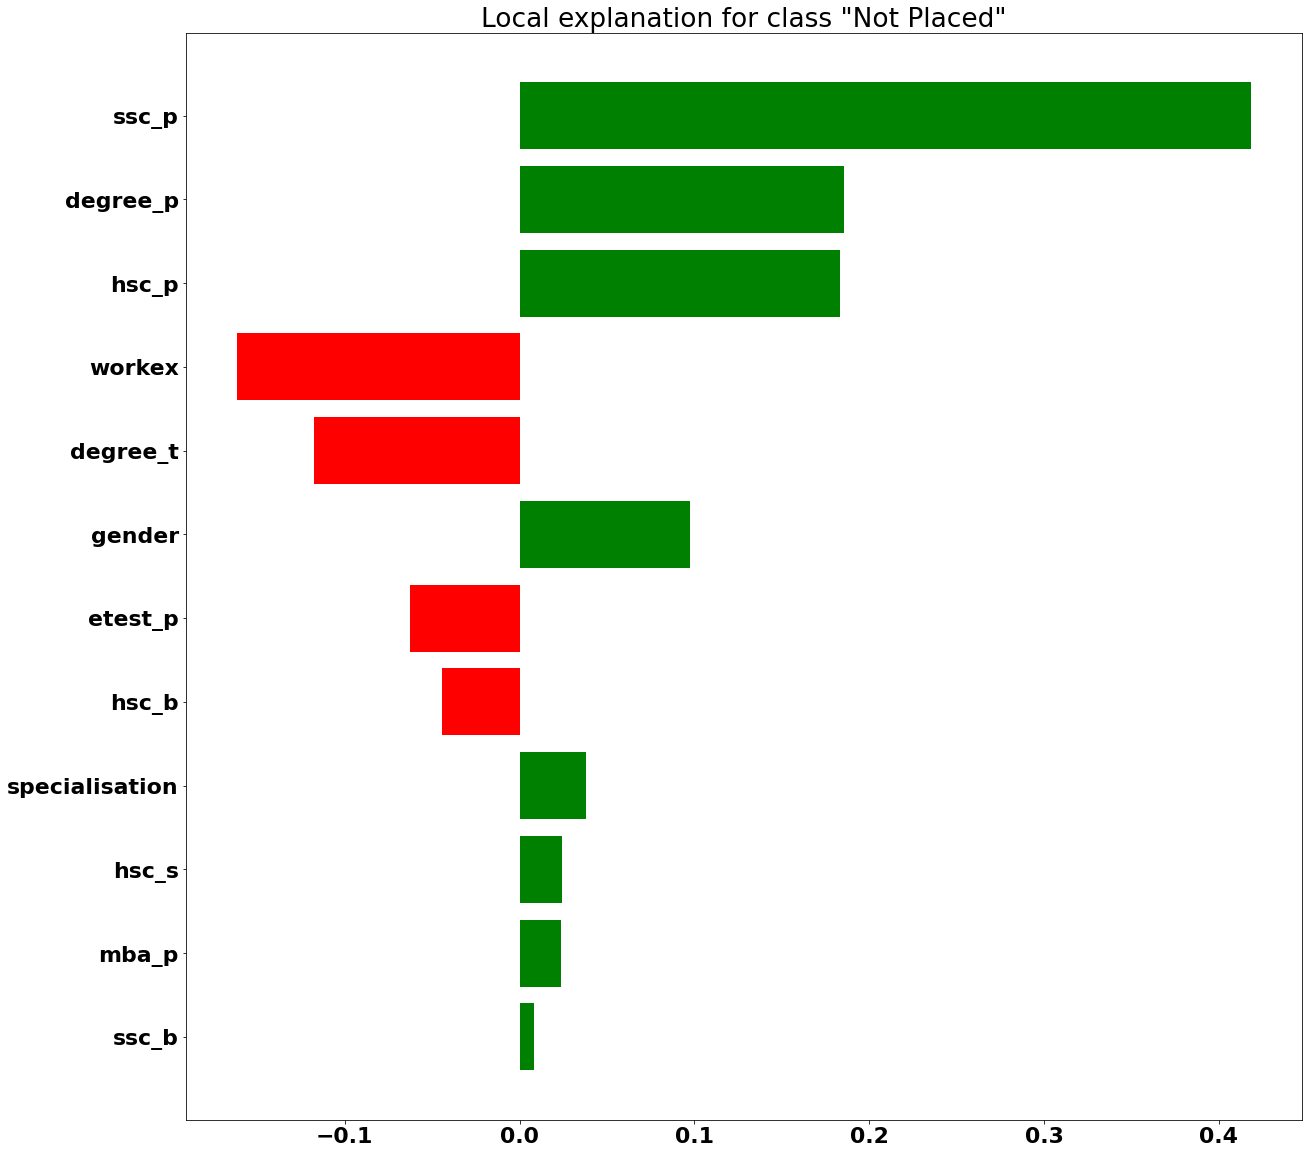 Local explanation for class "Not Placed"
ssc_p
degree_p
hsc_p
workex
degree_t
gender
etest_p
hsc_b
specialisation
hsc_s
mba_p
ssc_b
−0.1 0.0 0.1 0.2 0.3 0.4